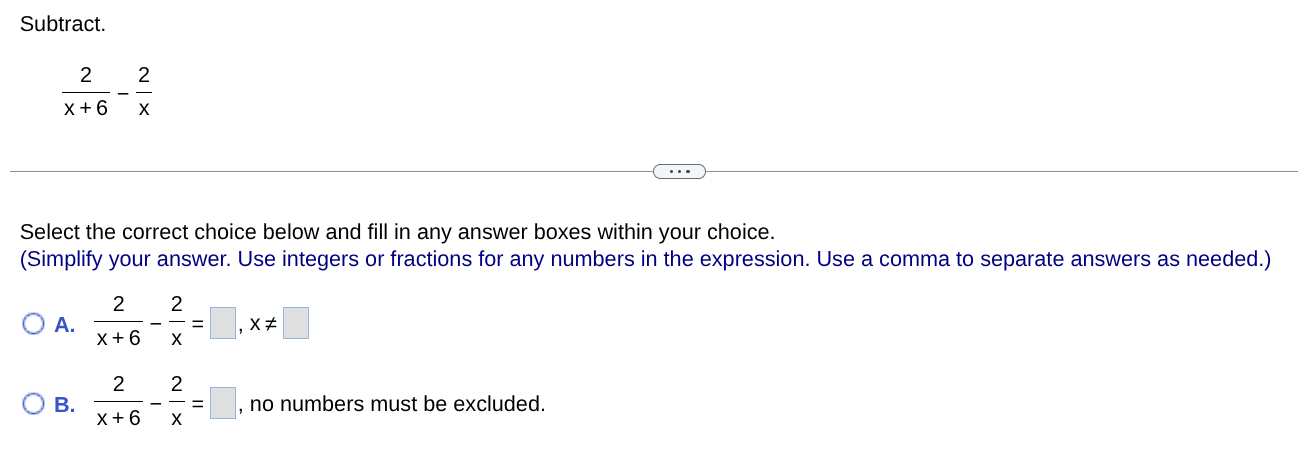 Subtract.
2/(x + 6) − 2/x
Select the correct choice below and fill in any answer boxes within your choice.
(Simplify your answer. Use integers or fractions for any numbers in the expression. Use a comma to separate answers as needed.)
A. 2/(x + 6) − 2/x = , x ≠
B. 2/(x + 6) − 2/x = , no numbers must be excluded.